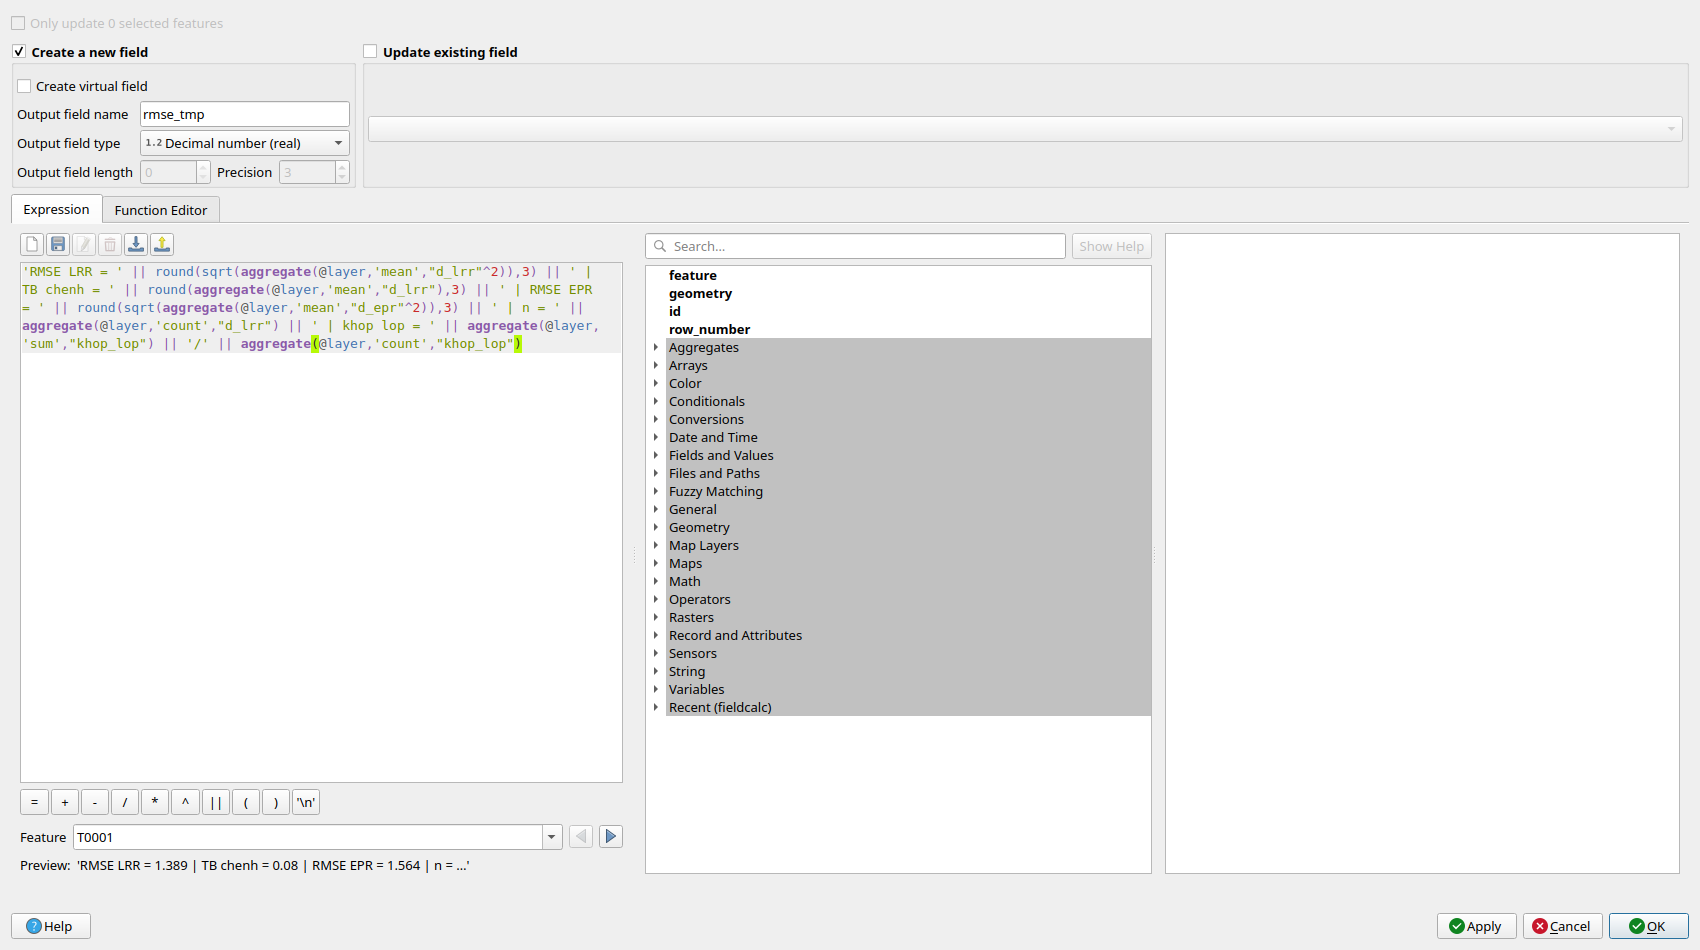 Only update 0 selected features
Create a new field
Update existing field
Create virtual field
Output field name rmse_tmp
Output field type 1.2 Decimal number (real)
Output field length 0 Precision 3
Expression Function Editor
Search... Show Help
'RMSE LRR = ' || round(sqrt(aggregate(@layer,'mean',"d_lrr"^2)),3) || ' |
TB chenh = ' || round(aggregate(@layer,'mean',"d_lrr"),3) || ' | RMSE EPR
= ' || round(sqrt(aggregate(@layer,'mean',"d_epr"^2)),3) || ' | n = ' ||
aggregate(@layer,'count',"d_lrr") || ' | khop lop = ' || aggregate(@layer,
'sum',"khop_lop") || '/' || aggregate(@layer,'count',"khop_lop")
feature
geometry
id
row_number
Aggregates
Arrays
Color
Conditionals
Conversions
Date and Time
Fields and Values
Files and Paths
Fuzzy Matching
General
Geometry
Map Layers
Maps
Math
Operators
Rasters
Record and Attributes
Sensors
String
Variables
Recent (fieldcalc)
= + - / * ^ || ( ) '\n'
Feature T0001
Preview: 'RMSE LRR = 1.389 | TB chenh = 0.08 | RMSE EPR = 1.564 | n = ...'
Help Apply Cancel OK